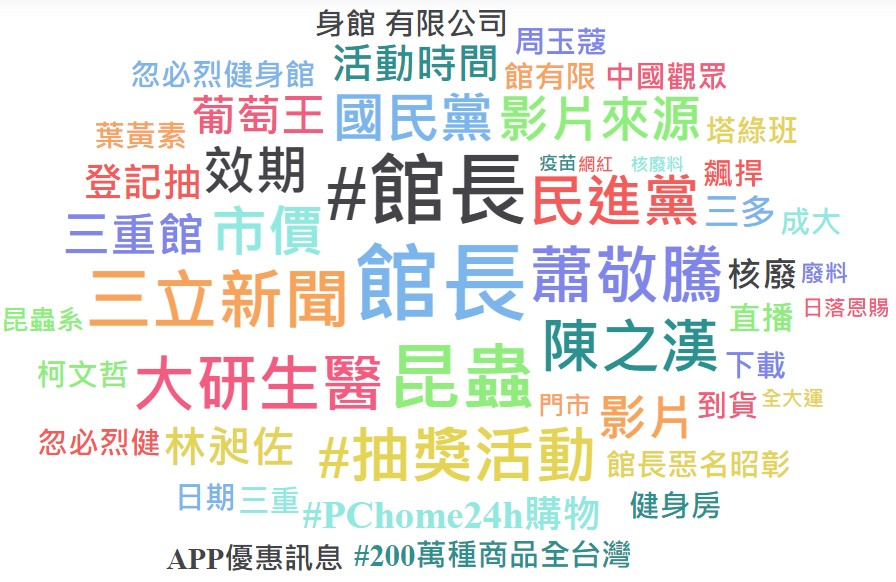 身館 有限公司
周玉蔻
活動時間
忽必烈健身館
館有限
中國觀眾
葡萄王
國民黨
影片來源
塔綠班
葉黃素
效期
#館長
疫苗
網紅
核廢料
飆捍
登記抽
民進黨
三多
成大
三重館
市價
館長
蕭敬騰
核廢
廢料
三立新聞
日落恩賜
昆蟲系
直播
陳之漢
柯文哲
大研生醫
昆蟲
下載
門市
影片
到貨
全大運
忽必烈健
林昶佐
#抽獎活動
館長惡名昭彰
日期
三重
#PChome24h購物
健身房
APP優惠訊息
#200萬種商品全台灣